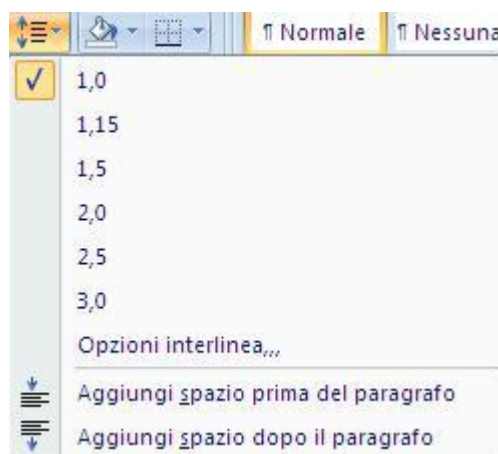 ¶ Normale ¶ Nessuna
1,0
1,15
1,5
2,0
2,5
3,0
Opzioni interlinea,,,
Aggiungi spazio prima del paragrafo
Aggiungi spazio dopo il paragrafo